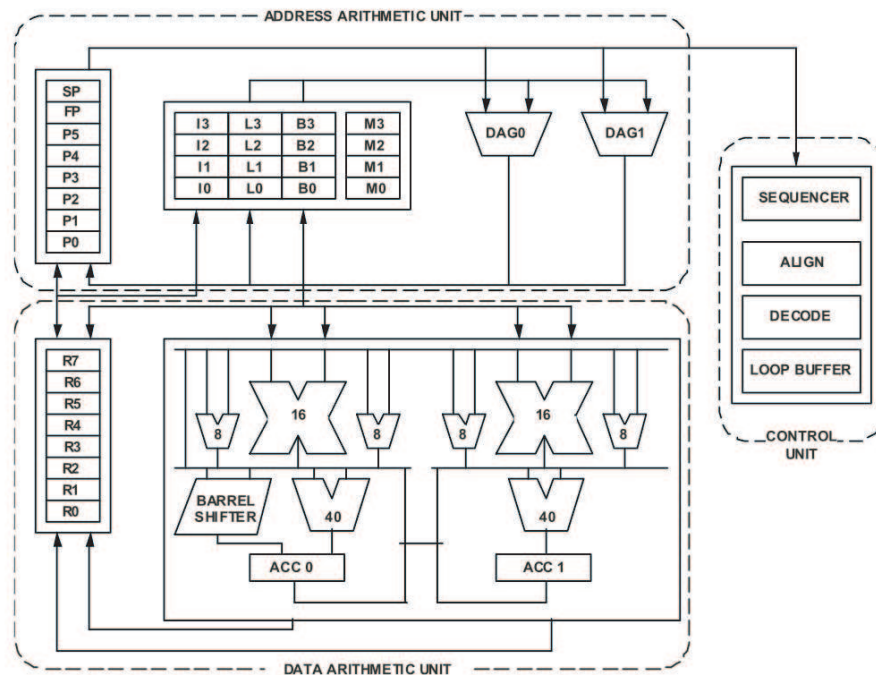 ADDRESS ARITHMETIC UNIT
SP
FP
P5
P4
P3
P2
P1
P0
I3 L3 B3 M3
I2 L2 B2 M2
I1 L1 B1 M1
I0 L0 B0 M0
DAG0
DAG1
SEQUENCER
ALIGN
DECODE
LOOP BUFFER
CONTROL
UNIT
R7
R6
R5
R4
R3
R2
R1
R0
16
8
8
16
8
8
BARREL
SHIFTER
40
40
ACC 0
ACC 1
DATA ARITHMETIC UNIT